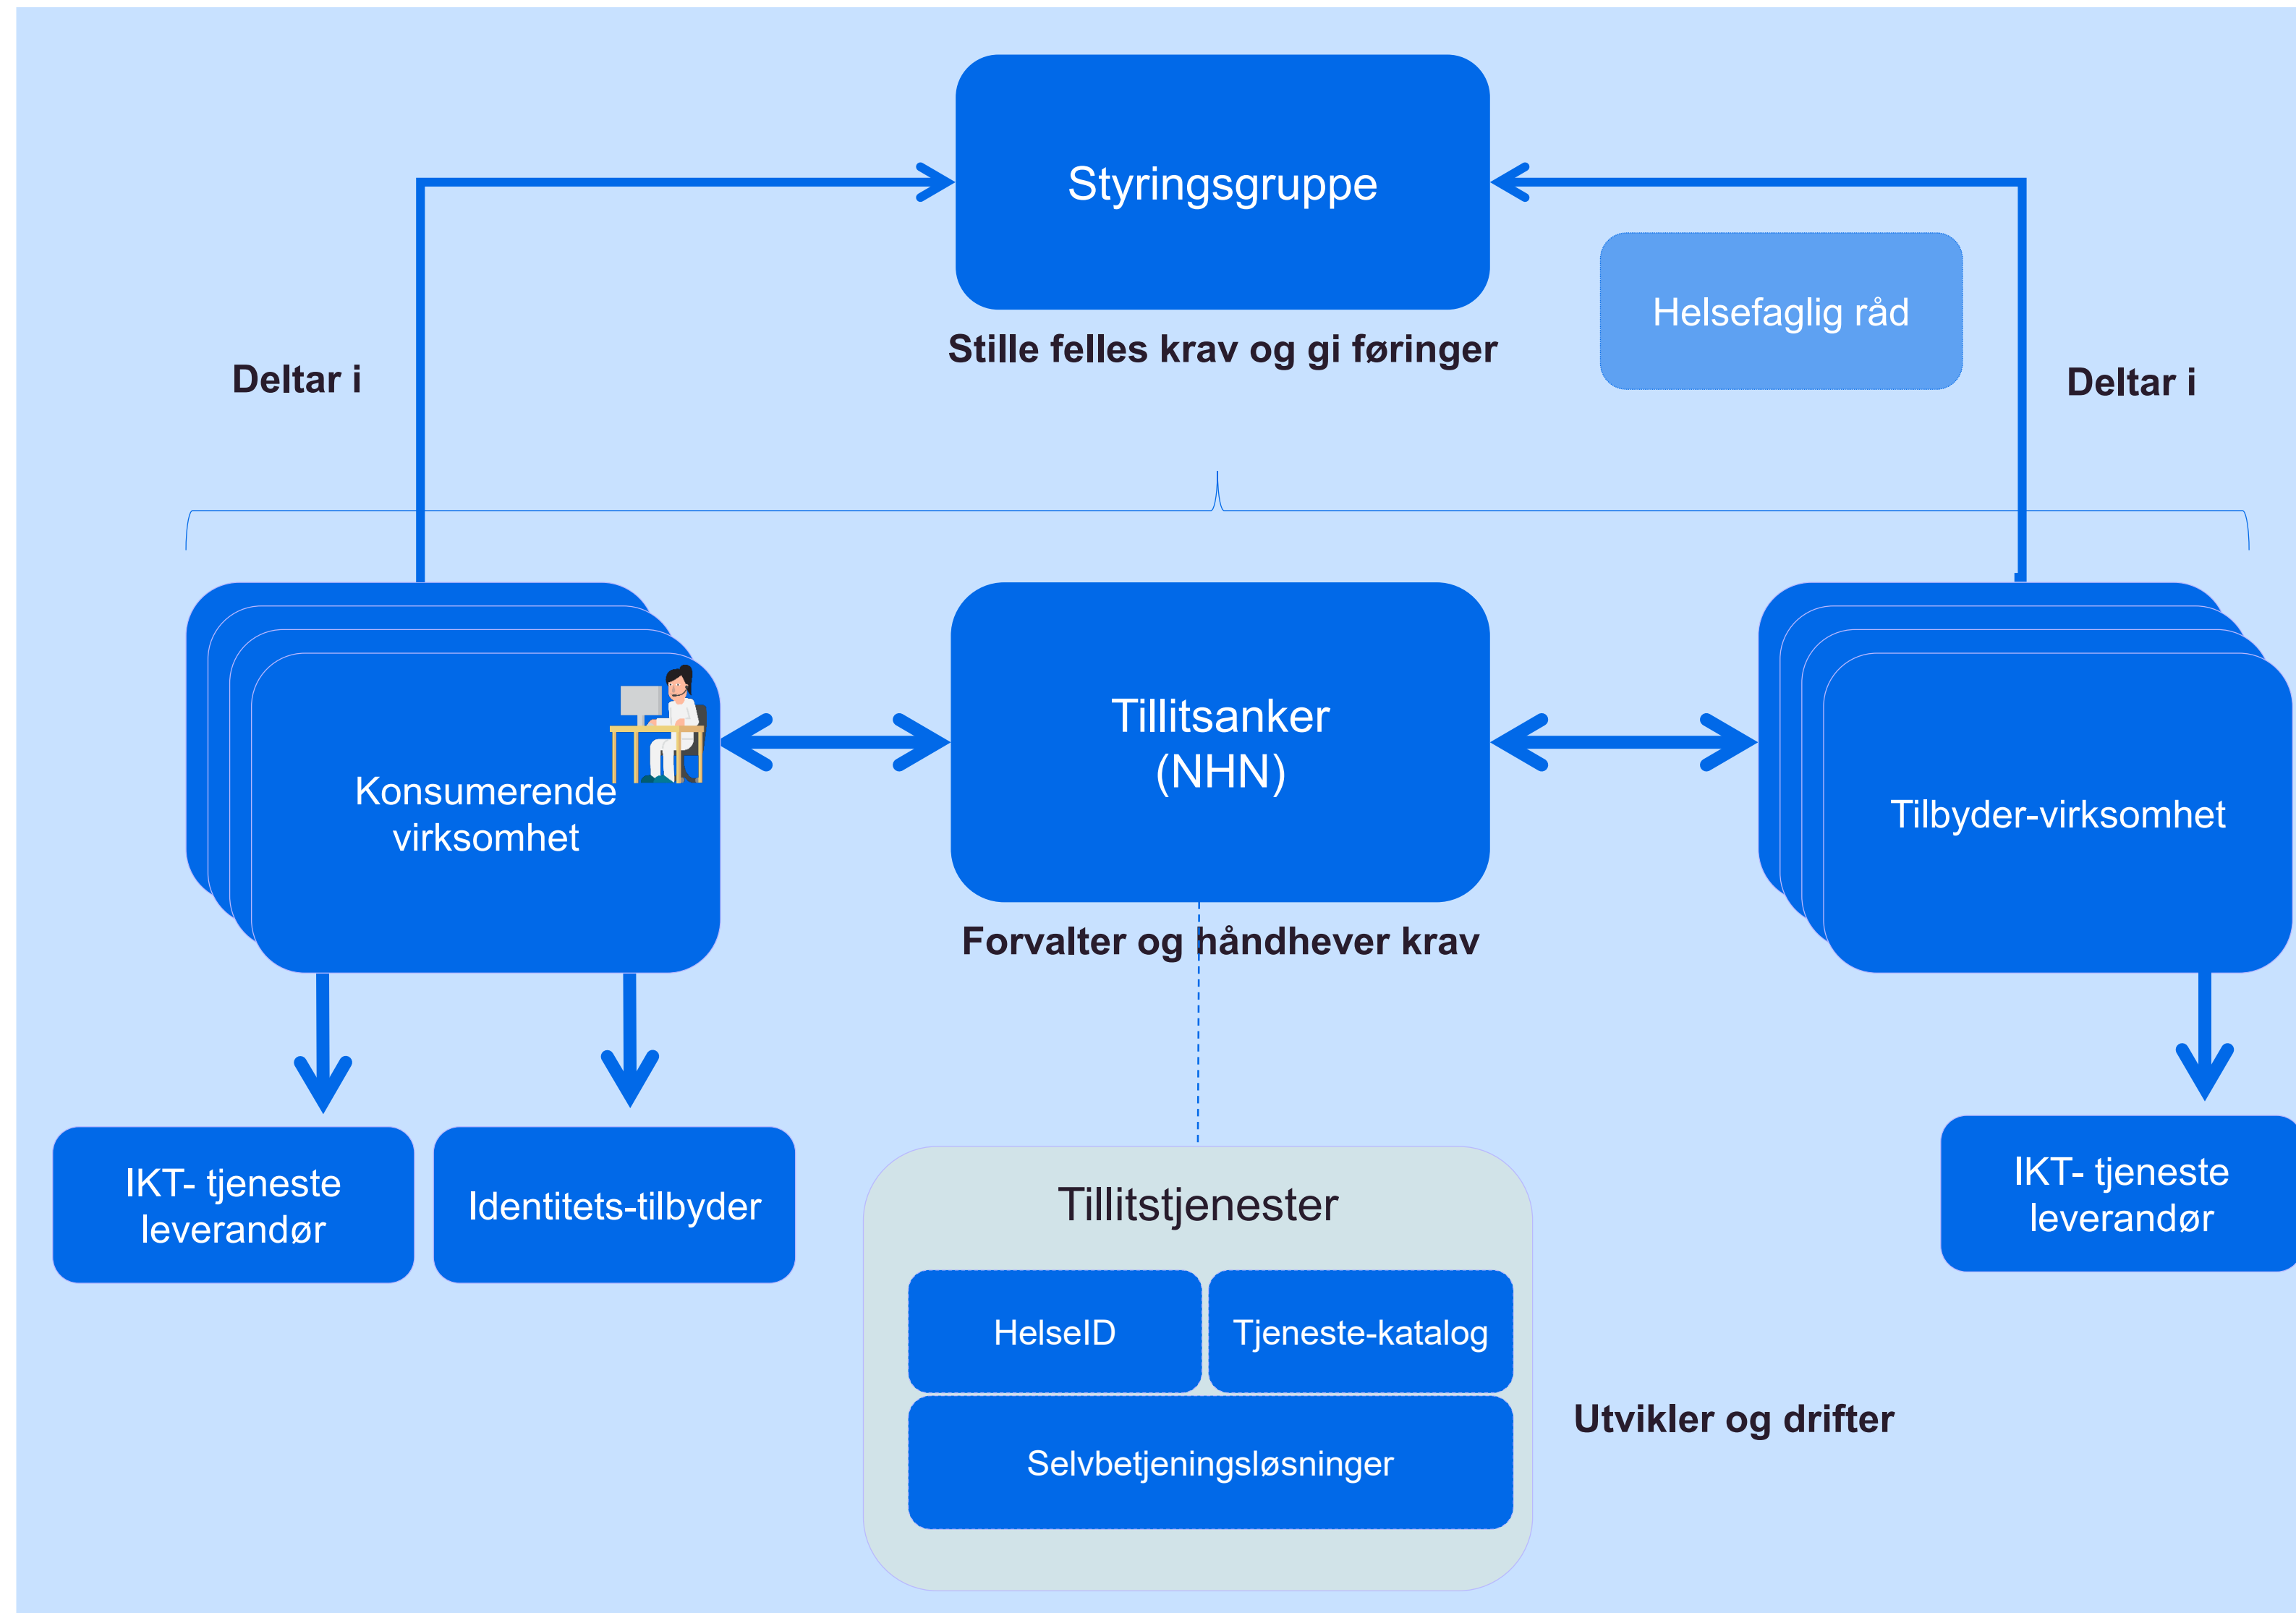 Styringsgruppe
Stille felles krav og gi føringer
Helsefaglig råd
Deltar i
Deltar i
Konsumerende
virksomhet
Tillitsanker
(NHN)
Tilbyder-virksomhet
Forvalter og håndhever krav
IKT- tjeneste
leverandør
Identitets-tilbyder
IKT- tjeneste
leverandør
Tillitstjenester
HelseID
Tjeneste-katalog
Selvbetjeningsløsninger
Utvikler og drifter